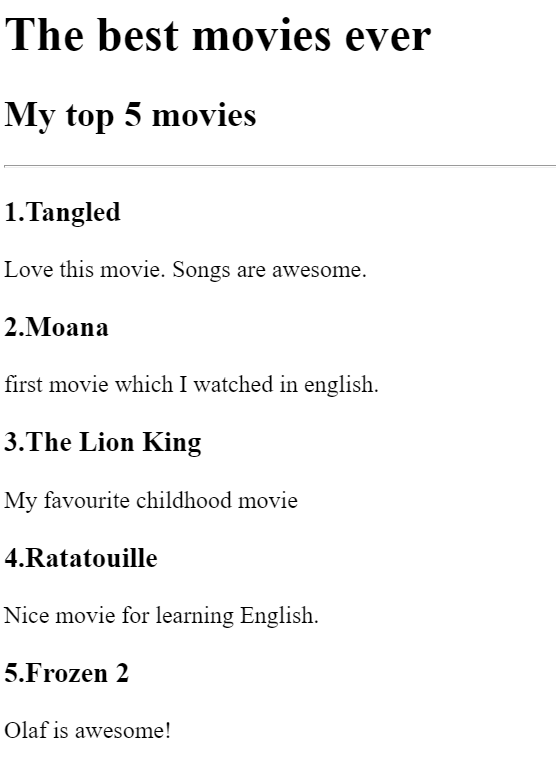 The best movies ever
My top 5 movies
1.Tangled
Love this movie. Songs are awesome.
2.Moana
first movie which I watched in english.
3.The Lion King
My favourite childhood movie
4.Ratatouille
Nice movie for learning English.
5.Frozen 2
Olaf is awesome!